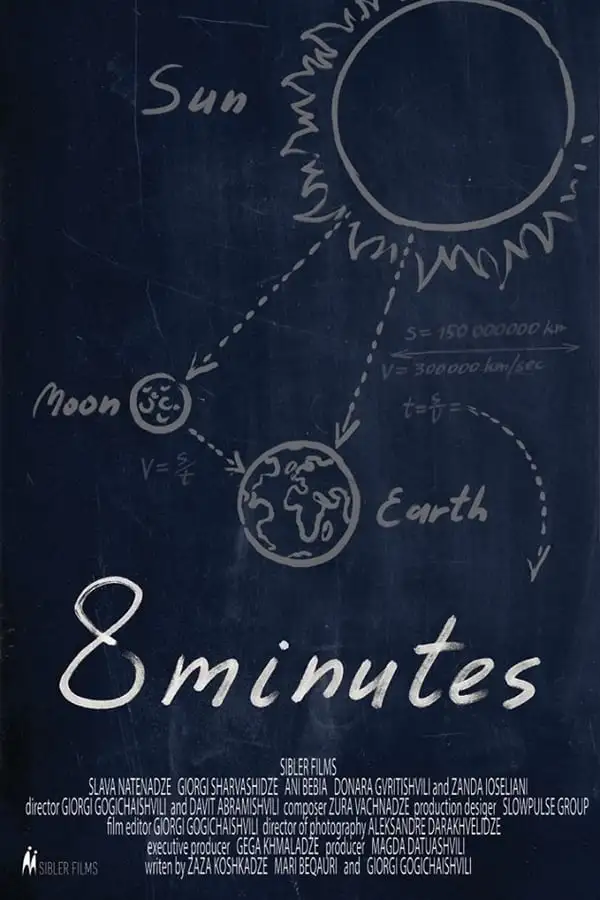 Sun
S = 150 000000 km
V = 300000 km/sec
t = s/v =
Moon
V = s/t
Earth
8 minutes
SIBLER FILMS
SLAVA NATENADZE GIORGI SHARVASHIDZE ANI BEBIA DONARA GVRITISHVILI and ZANDA IOSELIANI
director GIORGI GOGICHAISHVILI and DAVIT ABRAMISHVILI composer ZURA VACHNADZE production desiger SLOWPULSE GROUP
film editor GIORGI GOGICHAISHVILI director of photography ALEKSANDRE DARAKHVELIDZE
executive producer GEGA KHMALADZE producer MAGDA DATUASHVILI
writen by ZAZA KOSHKADZE MARI BEQAURI and GIORGI GOGICHAISHVILI
SIBLER FILMS